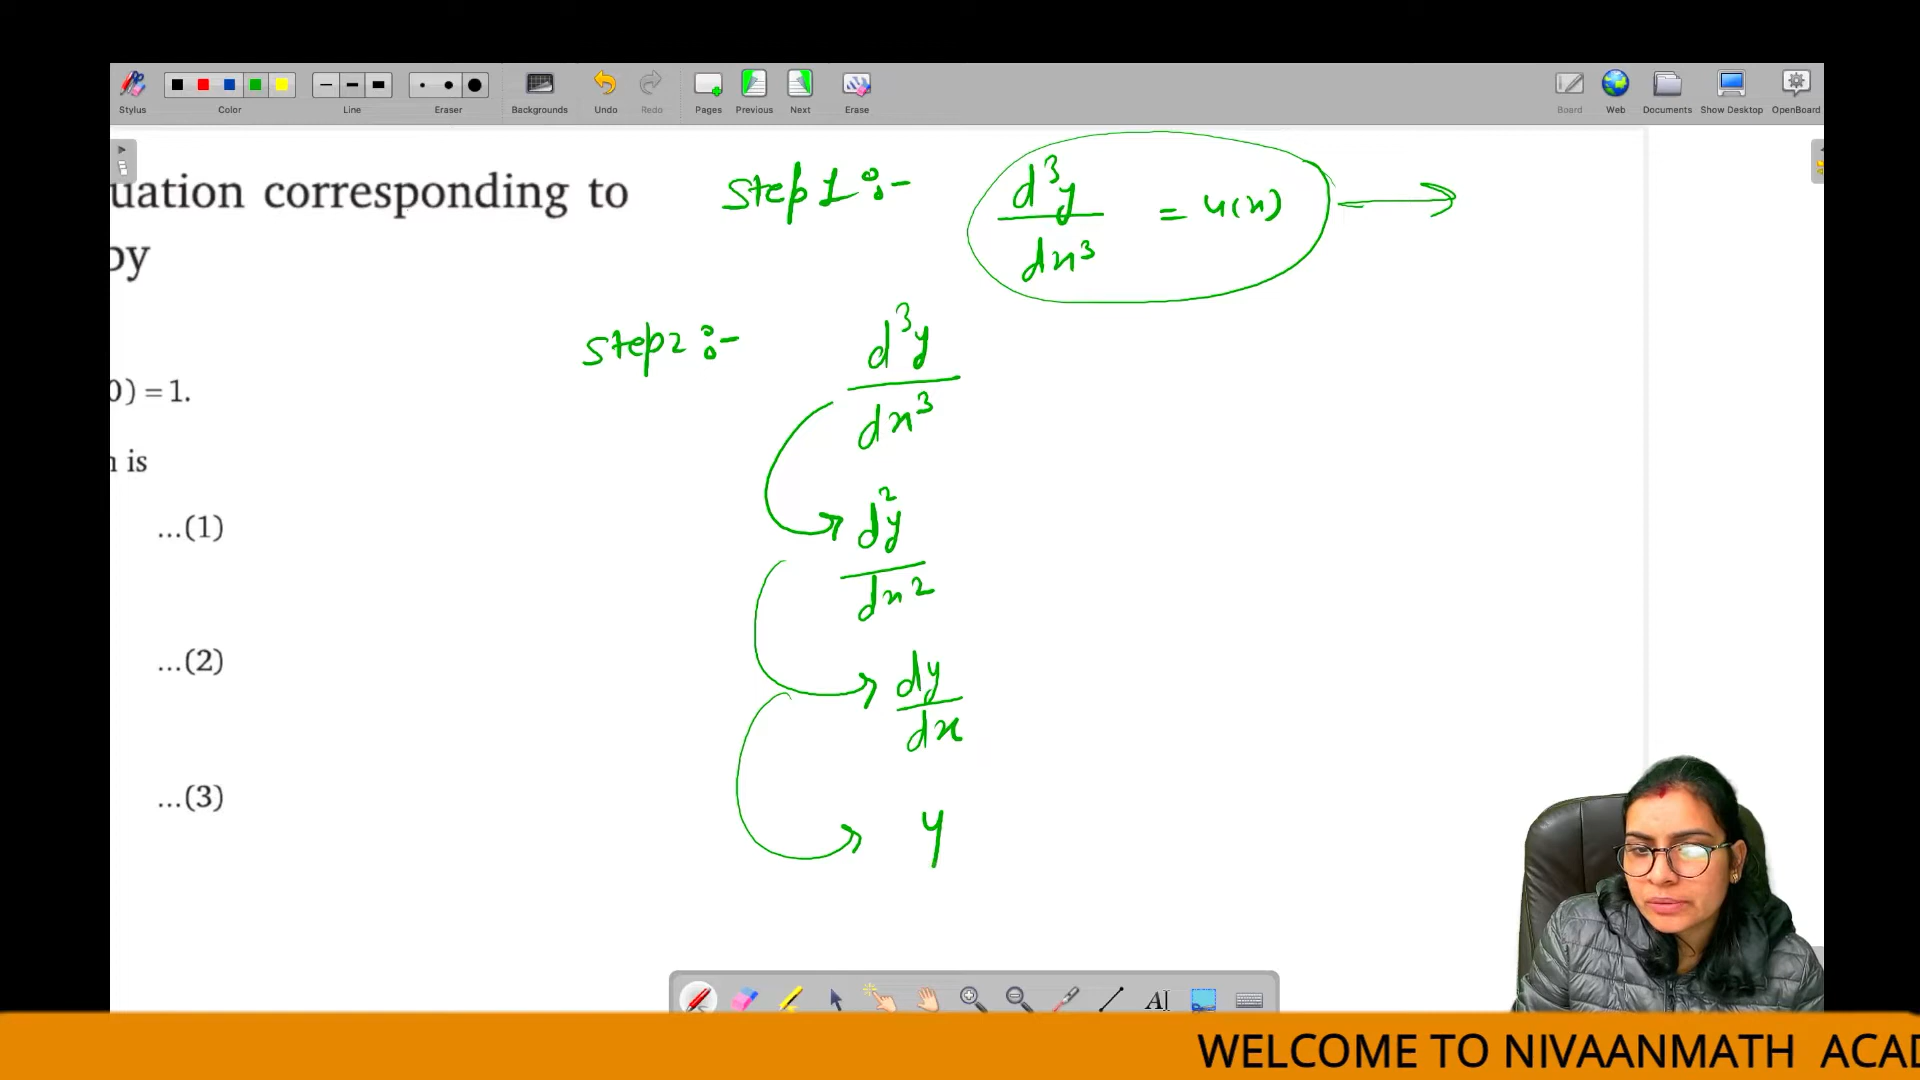 Stylus Color Line Eraser Backgrounds Undo Redo Pages Previous Next Erase Board Web Documents Show Desktop OpenBoard
uation corresponding to
by
0) = 1.
n is
...(1)
...(2)
...(3)
Step 1 :- d³y/dx³ = u(x)
Step 2 :- d³y/dx³
d²y/dx²
dy/dx
y
WELCOME TO NIVAANMATH ACAD